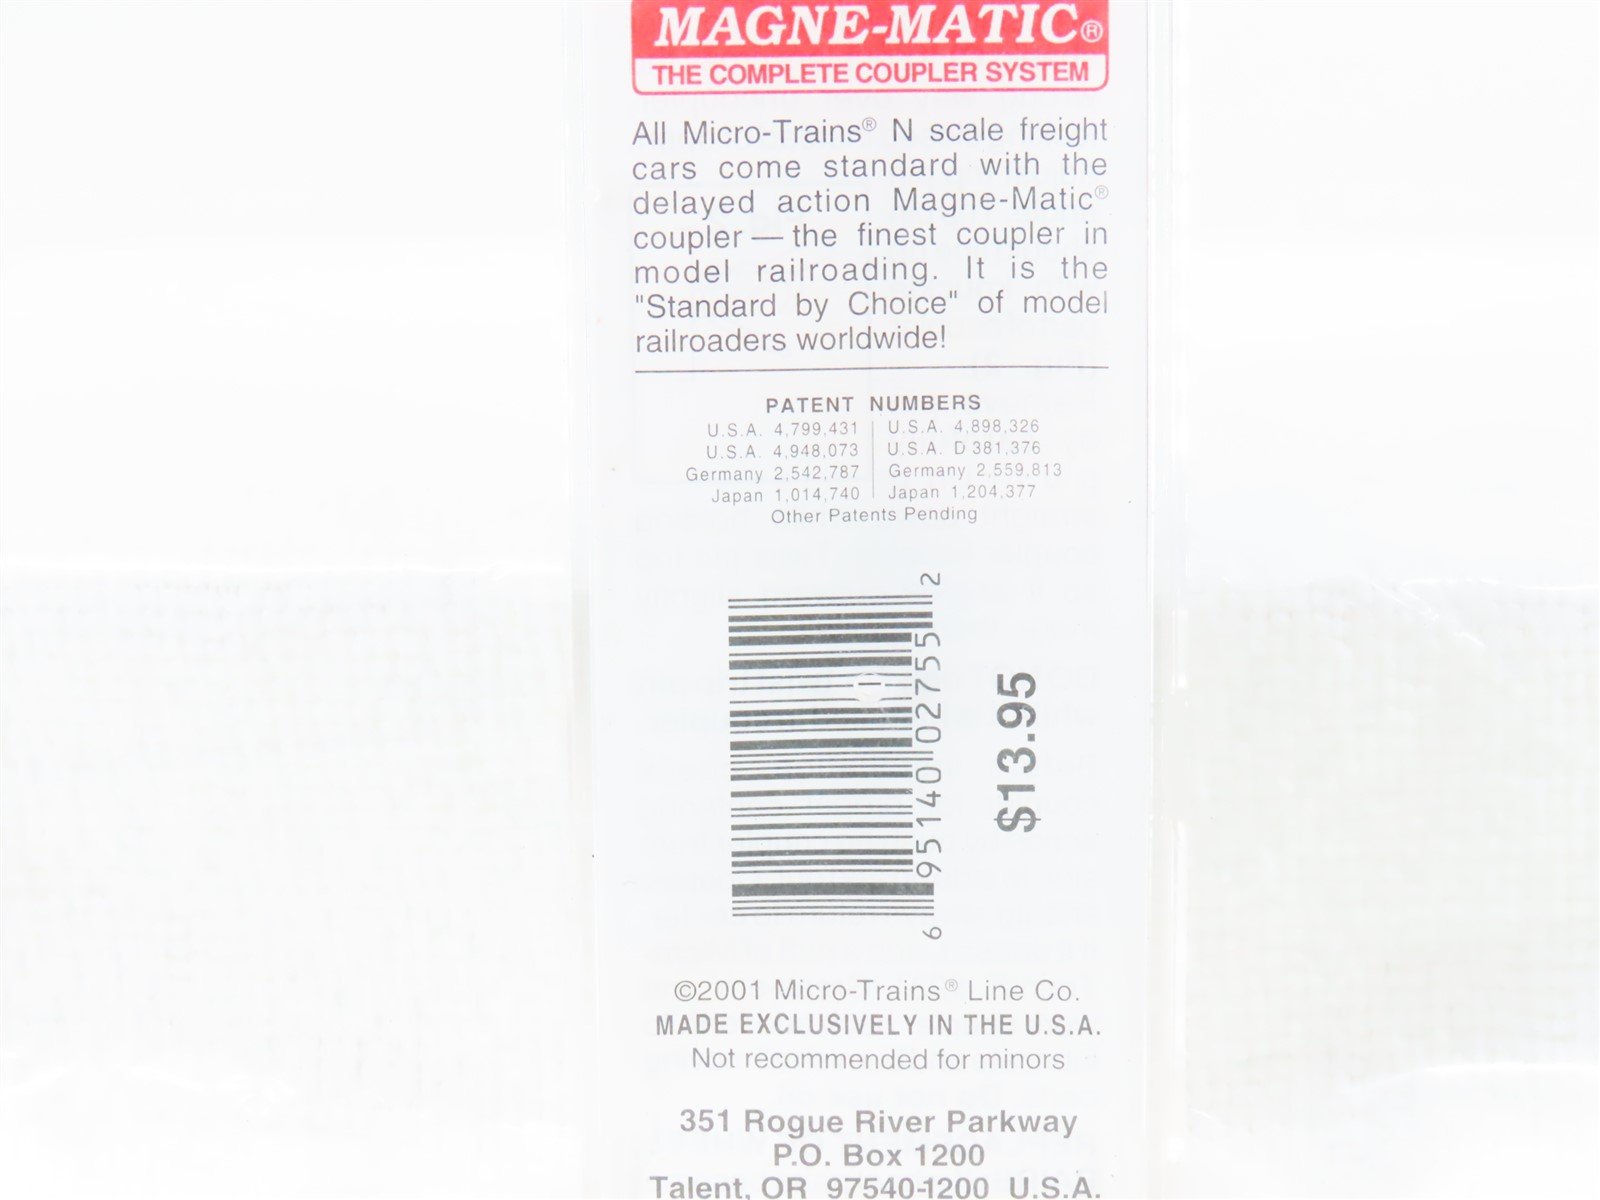 MAGNE-MATIC®
THE COMPLETE COUPLER SYSTEM
All Micro-Trains® N scale freight
cars come standard with the
delayed action Magne-Matic®
coupler — the finest coupler in
model railroading. It is the
"Standard by Choice" of model
railroaders worldwide!
PATENT NUMBERS
U.S.A. 4,799,431 | U.S.A. 4,898,326
U.S.A. 4,948,073 | U.S.A. D 381,376
Germany 2,542,787 | Germany 2,559,813
Japan 1,014,740 | Japan 1,204,377
Other Patents Pending
6 95140 02755 2
$13.95
©2001 Micro-Trains® Line Co.
MADE EXCLUSIVELY IN THE U.S.A.
Not recommended for minors
351 Rogue River Parkway
P.O. Box 1200
Talent, OR 97540-1200 U.S.A.